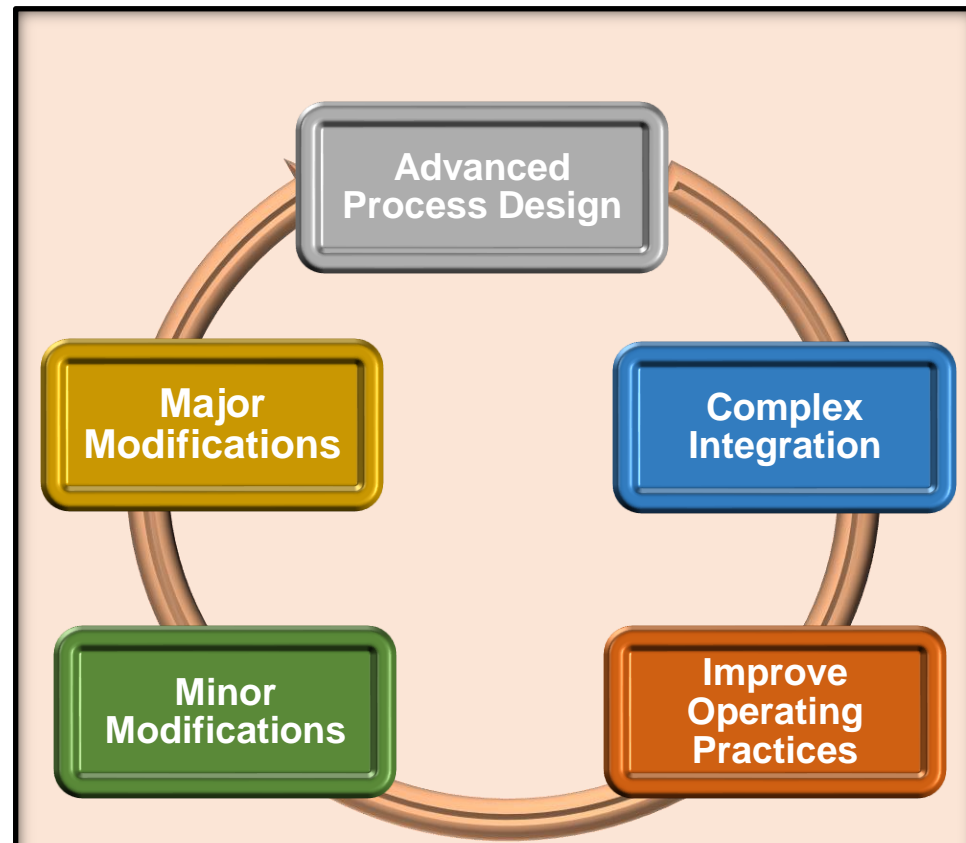 Advanced
Process Design
Major
Modifications
Complex
Integration
Minor
Modifications
Improve
Operating
Practices